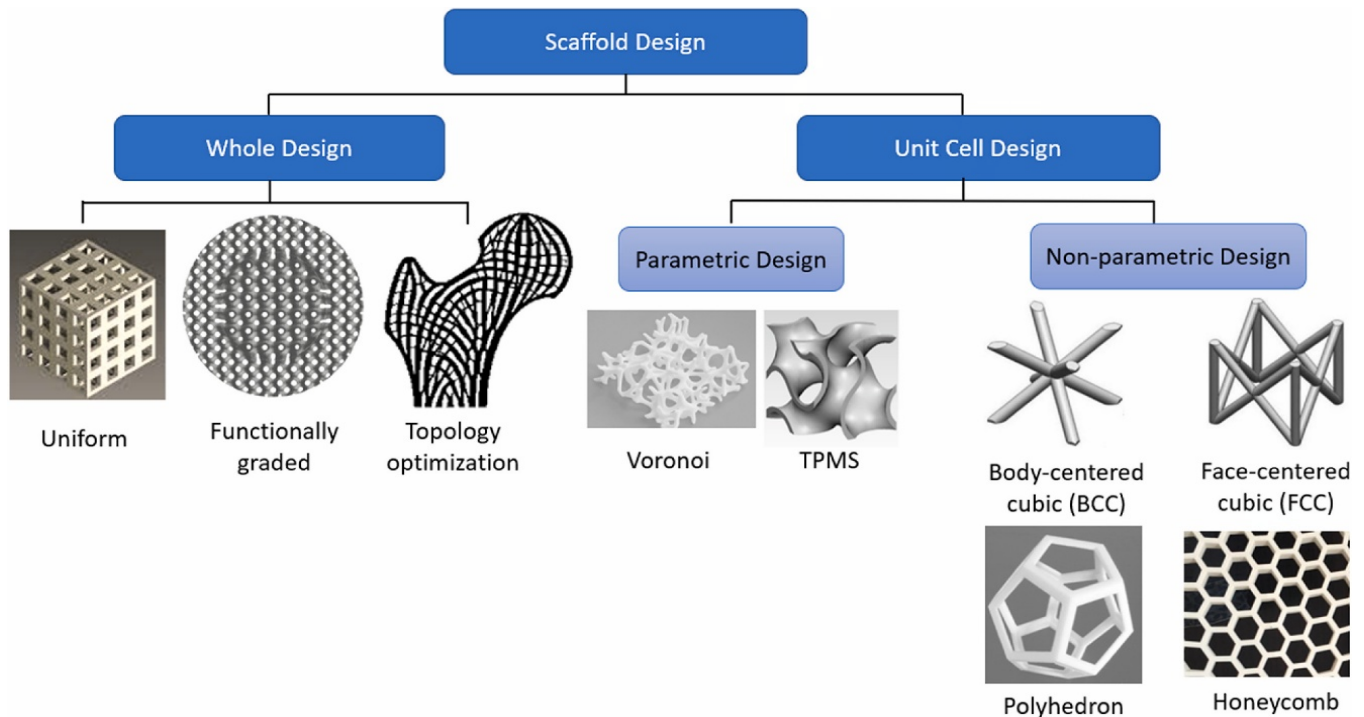 Scaffold Design
Whole Design
Unit Cell Design
Parametric Design
Non-parametric Design
Uniform
Functionally
graded
Topology
optimization
Voronoi
TPMS
Body-centered
cubic (BCC)
Face-centered
cubic (FCC)
Polyhedron
Honeycomb